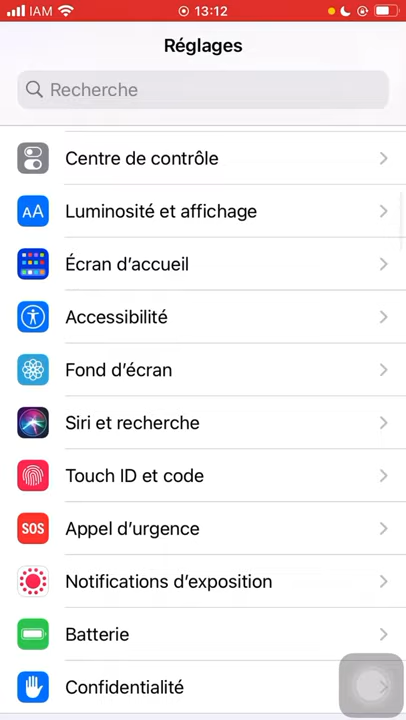 IAM 13:12
Réglages
Recherche
Centre de contrôle
AA Luminosité et affichage
Écran d’accueil
Accessibilité
Fond d’écran
Siri et recherche
Touch ID et code
SOS Appel d’urgence
Notifications d’exposition
Batterie
Confidentialité